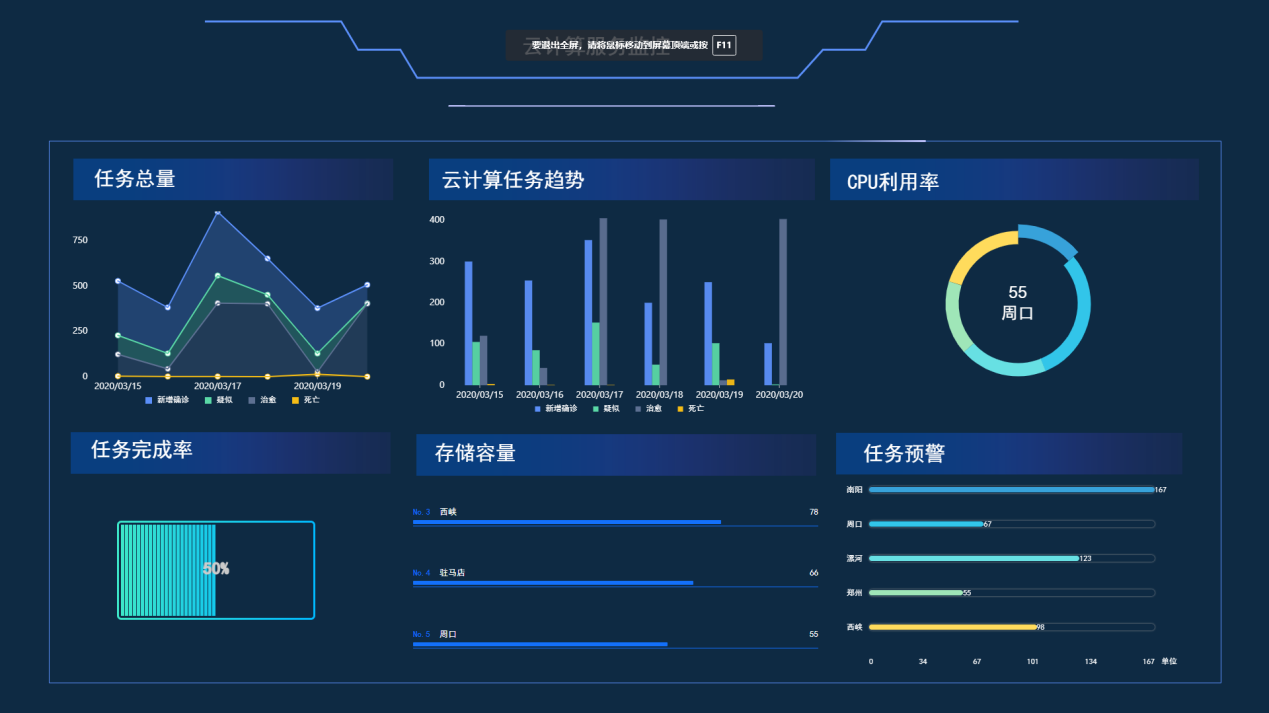 云计算服务监控
要退出全屏，请将鼠标移动到屏幕顶端或按 F11
任务总量
750
500
250
0
2020/03/15 2020/03/17 2020/03/19
新增确诊 疑似 治愈 死亡
云计算任务趋势
400
300
200
100
0
2020/03/15 2020/03/16 2020/03/17 2020/03/18 2020/03/19 2020/03/20
新增确诊 疑似 治愈 死亡
CPU利用率
55
周口
任务完成率
50%
存储容量
No.3 西峡 78
No.4 驻马店 66
No.5 周口 55
任务预警
南阳 167
周口 67
漯河 123
郑州 55
西峡 98
0 34 67 101 134 167 单位